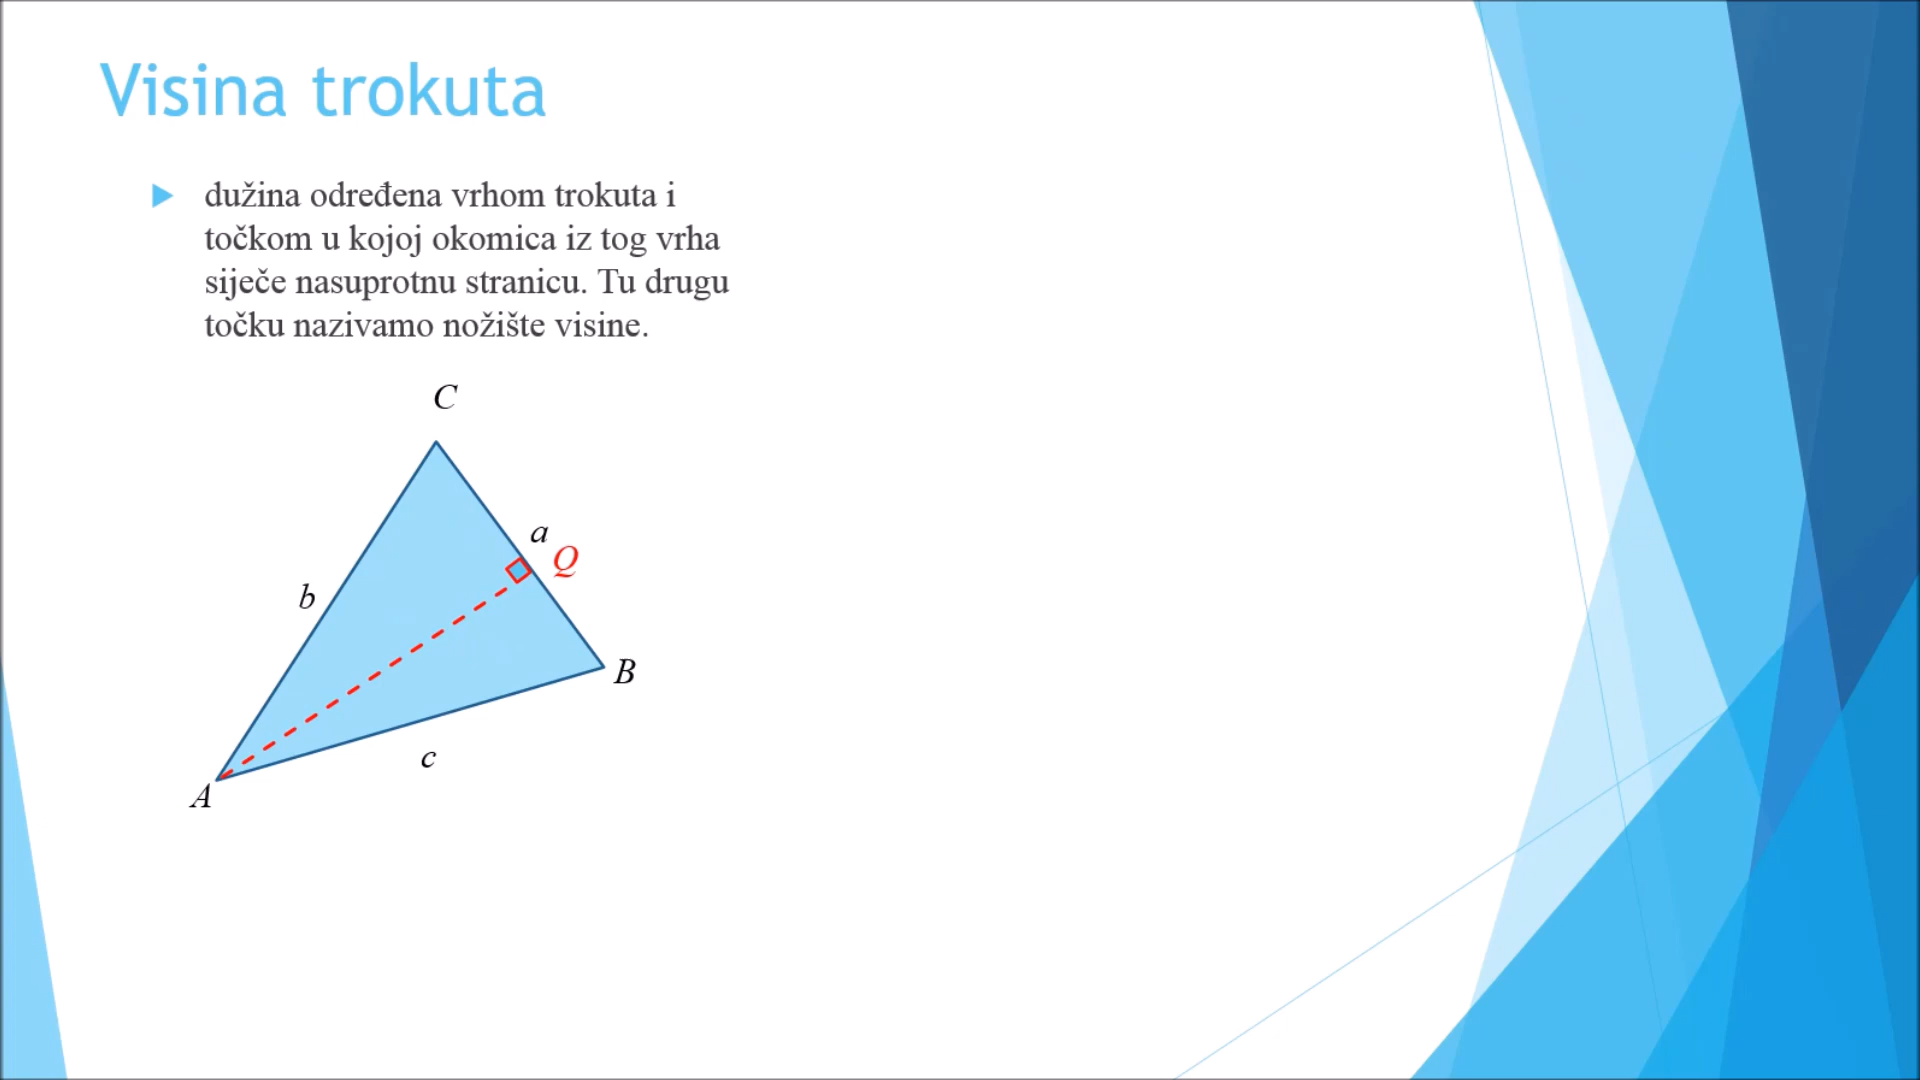 Visina trokuta
dužina određena vrhom trokuta i
točkom u kojoj okomica iz tog vrha
siječe nasuprotnu stranicu. Tu drugu
točku nazivamo nožište visine.
C
a
Q
b
B
c
A